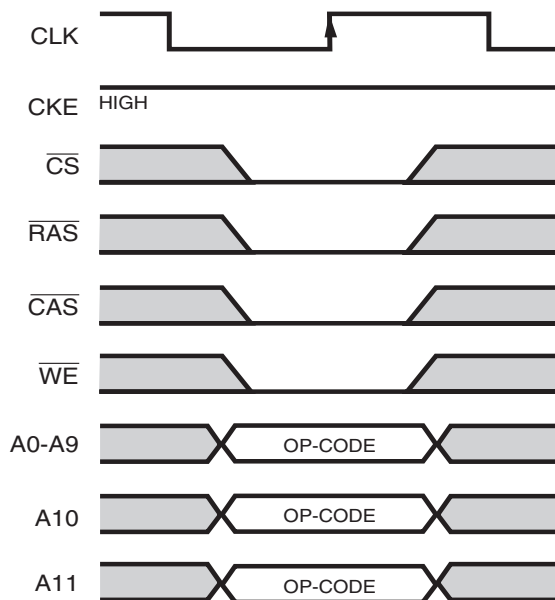 CLK
CKE HIGH
CS
RAS
CAS
WE
A0-A9 OP-CODE
A10 OP-CODE
A11 OP-CODE